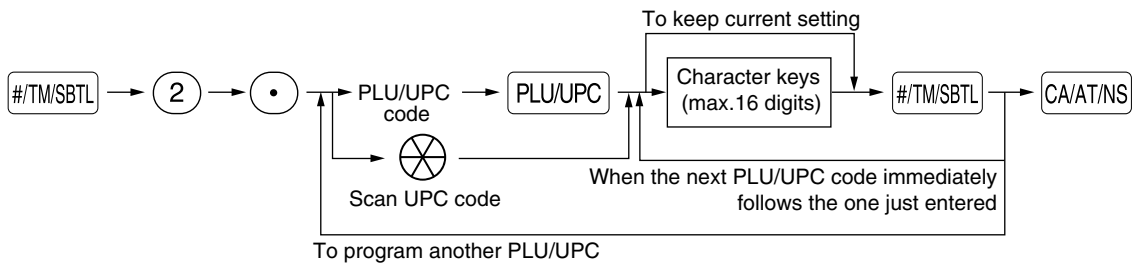 To keep current setting
#/TM/SBTL
2
•
PLU/UPC
code
PLU/UPC
Character keys
(max.16 digits)
#/TM/SBTL
CA/AT/NS
Scan UPC code
When the next PLU/UPC code immediately
follows the one just entered
To program another PLU/UPC